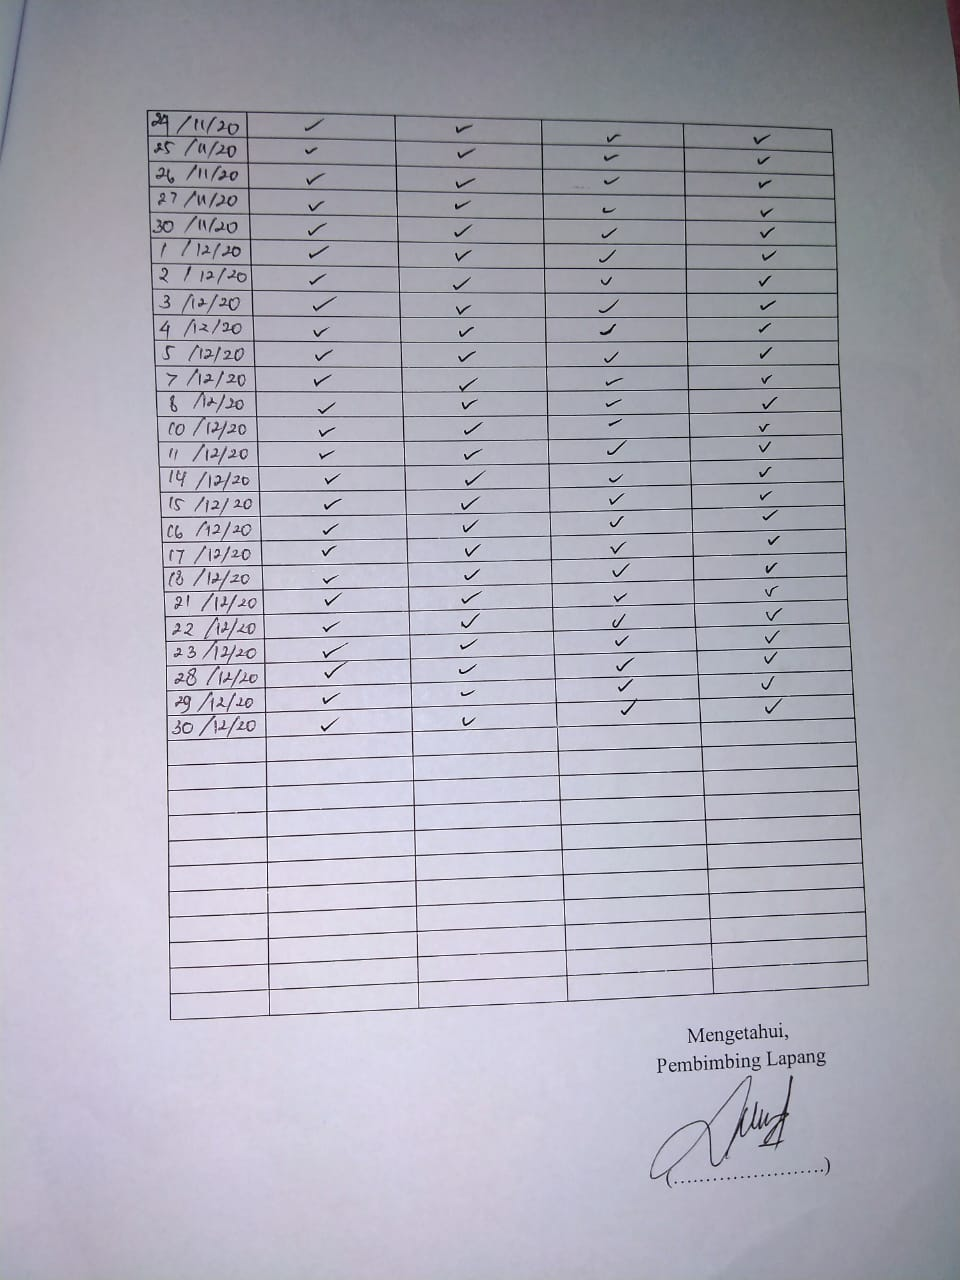 24 /11/20 ✓ ✓ ✓ ✓
25 /11/20 ✓ ✓ ✓ ✓
26 /11/20 ✓ ✓ ✓ ✓
27 /11/20 ✓ ✓ ✓ ✓
30 /11/20 ✓ ✓ ✓ ✓
1 /12/20 ✓ ✓ ✓ ✓
2 /12/20 ✓ ✓ ✓ ✓
3 /12/20 ✓ ✓ ✓ ✓
4 /12/20 ✓ ✓ ✓ ✓
5 /12/20 ✓ ✓ ✓ ✓
7 /12/20 ✓ ✓ ✓ ✓
8 /12/20 ✓ ✓ ✓ ✓
10 /12/20 ✓ ✓ ✓ ✓
11 /12/20 ✓ ✓ ✓ ✓
14 /12/20 ✓ ✓ ✓ ✓
15 /12/20 ✓ ✓ ✓ ✓
16 /12/20 ✓ ✓ ✓ ✓
17 /12/20 ✓ ✓ ✓ ✓
18 /12/20 ✓ ✓ ✓ ✓
21 /12/20 ✓ ✓ ✓ ✓
22 /12/20 ✓ ✓ ✓ ✓
23 /12/20 ✓ ✓ ✓ ✓
28 /12/20 ✓ ✓ ✓ ✓
29 /12/20 ✓ ✓ ✓ ✓
30 /12/20 ✓ ✓ ✓ ✓
Mengetahui,
Pembimbing Lapang
(........................)